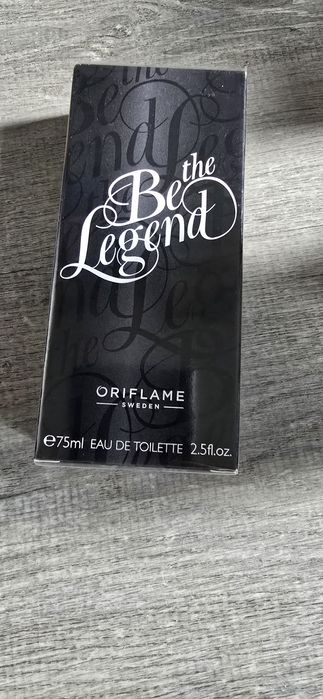 Be the
Legend
ORIFLAME
SWEDEN
℮75ml EAU DE TOILETTE 2.5fl.oz.